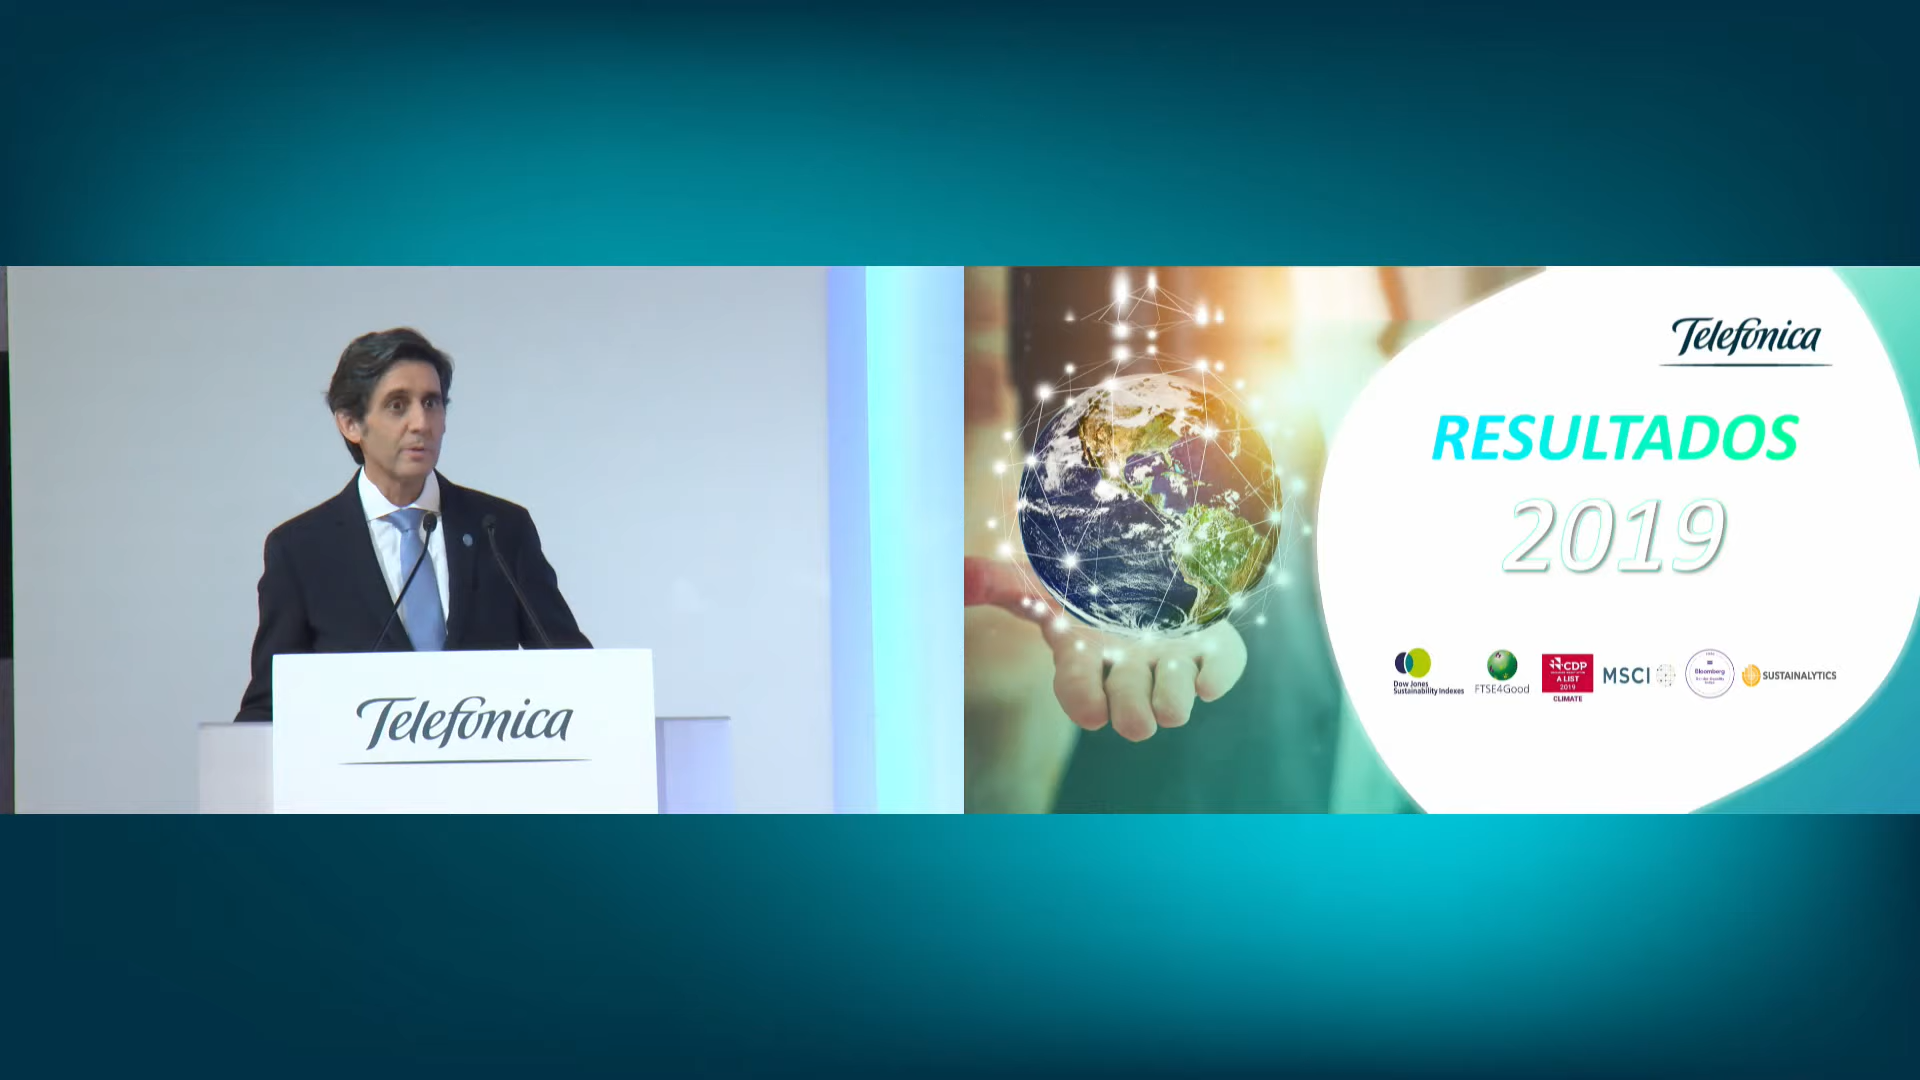 Telefónica
Telefónica
RESULTADOS
2019
Dow Jones
Sustainability Indexes
FTSE4Good
CDP
A LIST
2019
CLIMATE
MSCI
Bloomberg
SUSTAINALYTICS